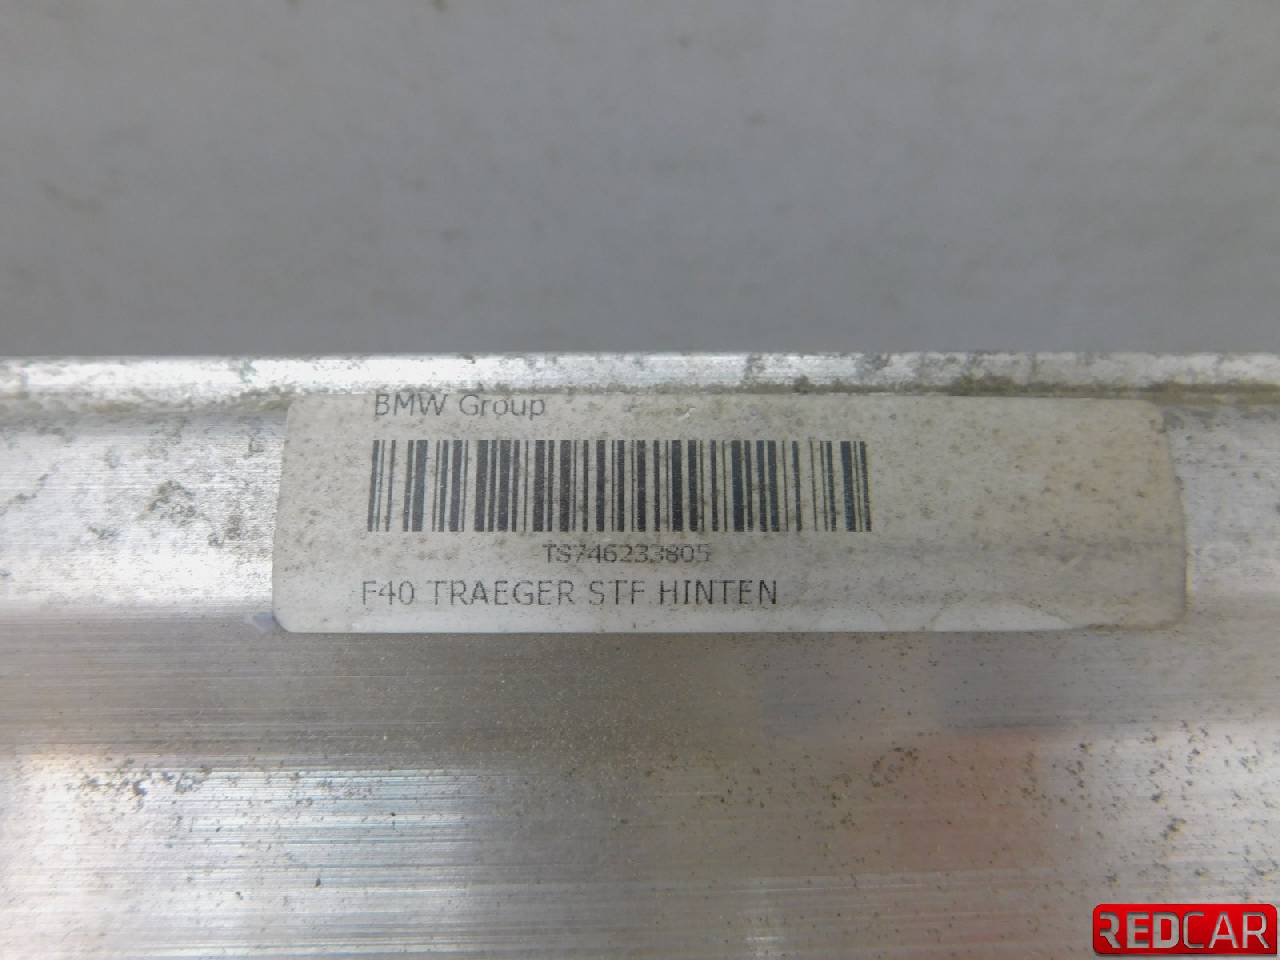 BMW Group
TS746233805
F40 TRAEGER STF HINTEN
REDCAR